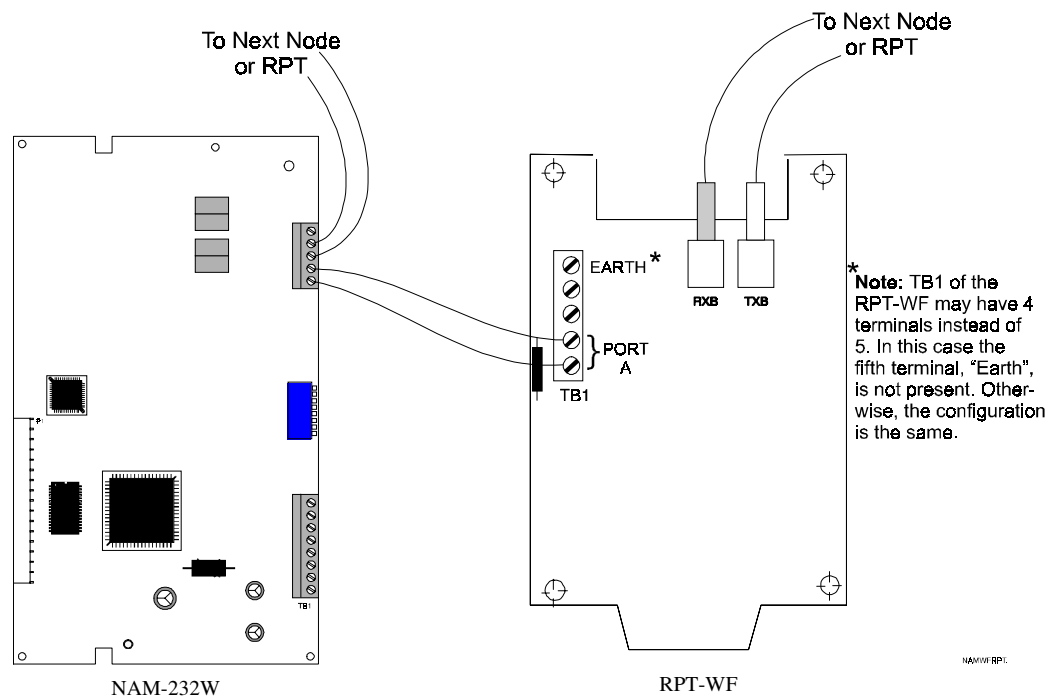 To Next Node
or RPT
To Next Node
or RPT
EARTH *
RXB
TXB
PORT
A
TB1
* Note: TB1 of the
RPT-WF may have 4
terminals instead of
5. In this case the
fifth terminal, “Earth”,
is not present. Other-
wise, the configuration
is the same.
P1
TB1
NAMWFRPT.
NAM-232W
RPT-WF